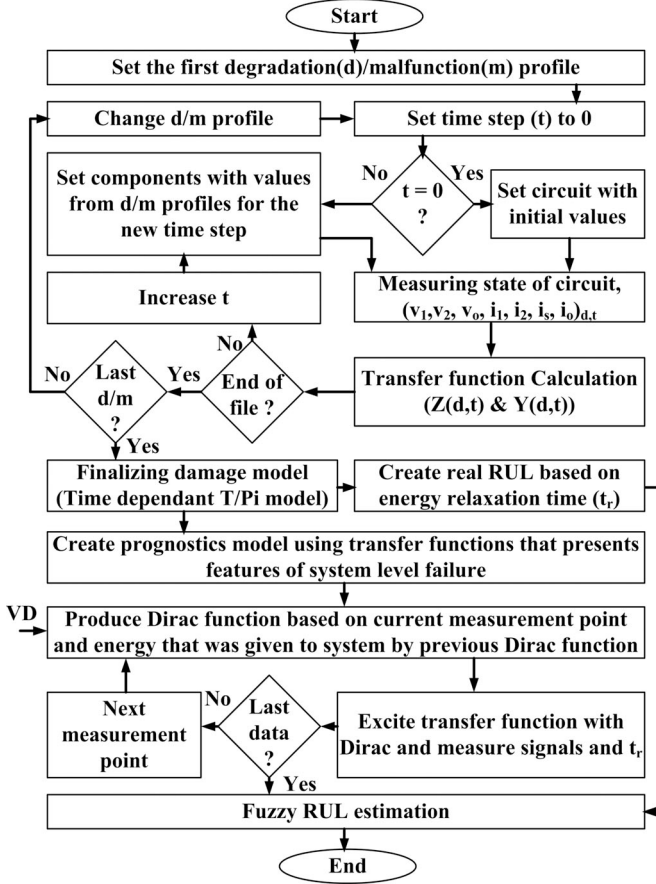 Start
Set the first degradation(d)/malfunction(m) profile
Change d/m profile
Set time step (t) to 0
No
Yes
t = 0
?
Set components with values
from d/m profiles for the
new time step
Set circuit with
initial values
Increase t
Measuring state of circuit,
(v₁,v₂, vₒ, i₁, i₂, iₛ, iₒ)d,t
No
No
Last
d/m
?
Yes
End of
file ?
Transfer function Calculation
(Z(d,t) & Y(d,t))
Yes
Finalizing damage model
(Time dependant T/Pi model)
Create real RUL based on
energy relaxation time (tᵣ)
Create prognostics model using transfer functions that presents
features of system level failure
VD
Produce Dirac function based on current measurement point
and energy that was given to system by previous Dirac function
Next
measurement
point
No
Last
data
?
Excite transfer function with
Dirac and measure signals and tᵣ
Yes
Fuzzy RUL estimation
End